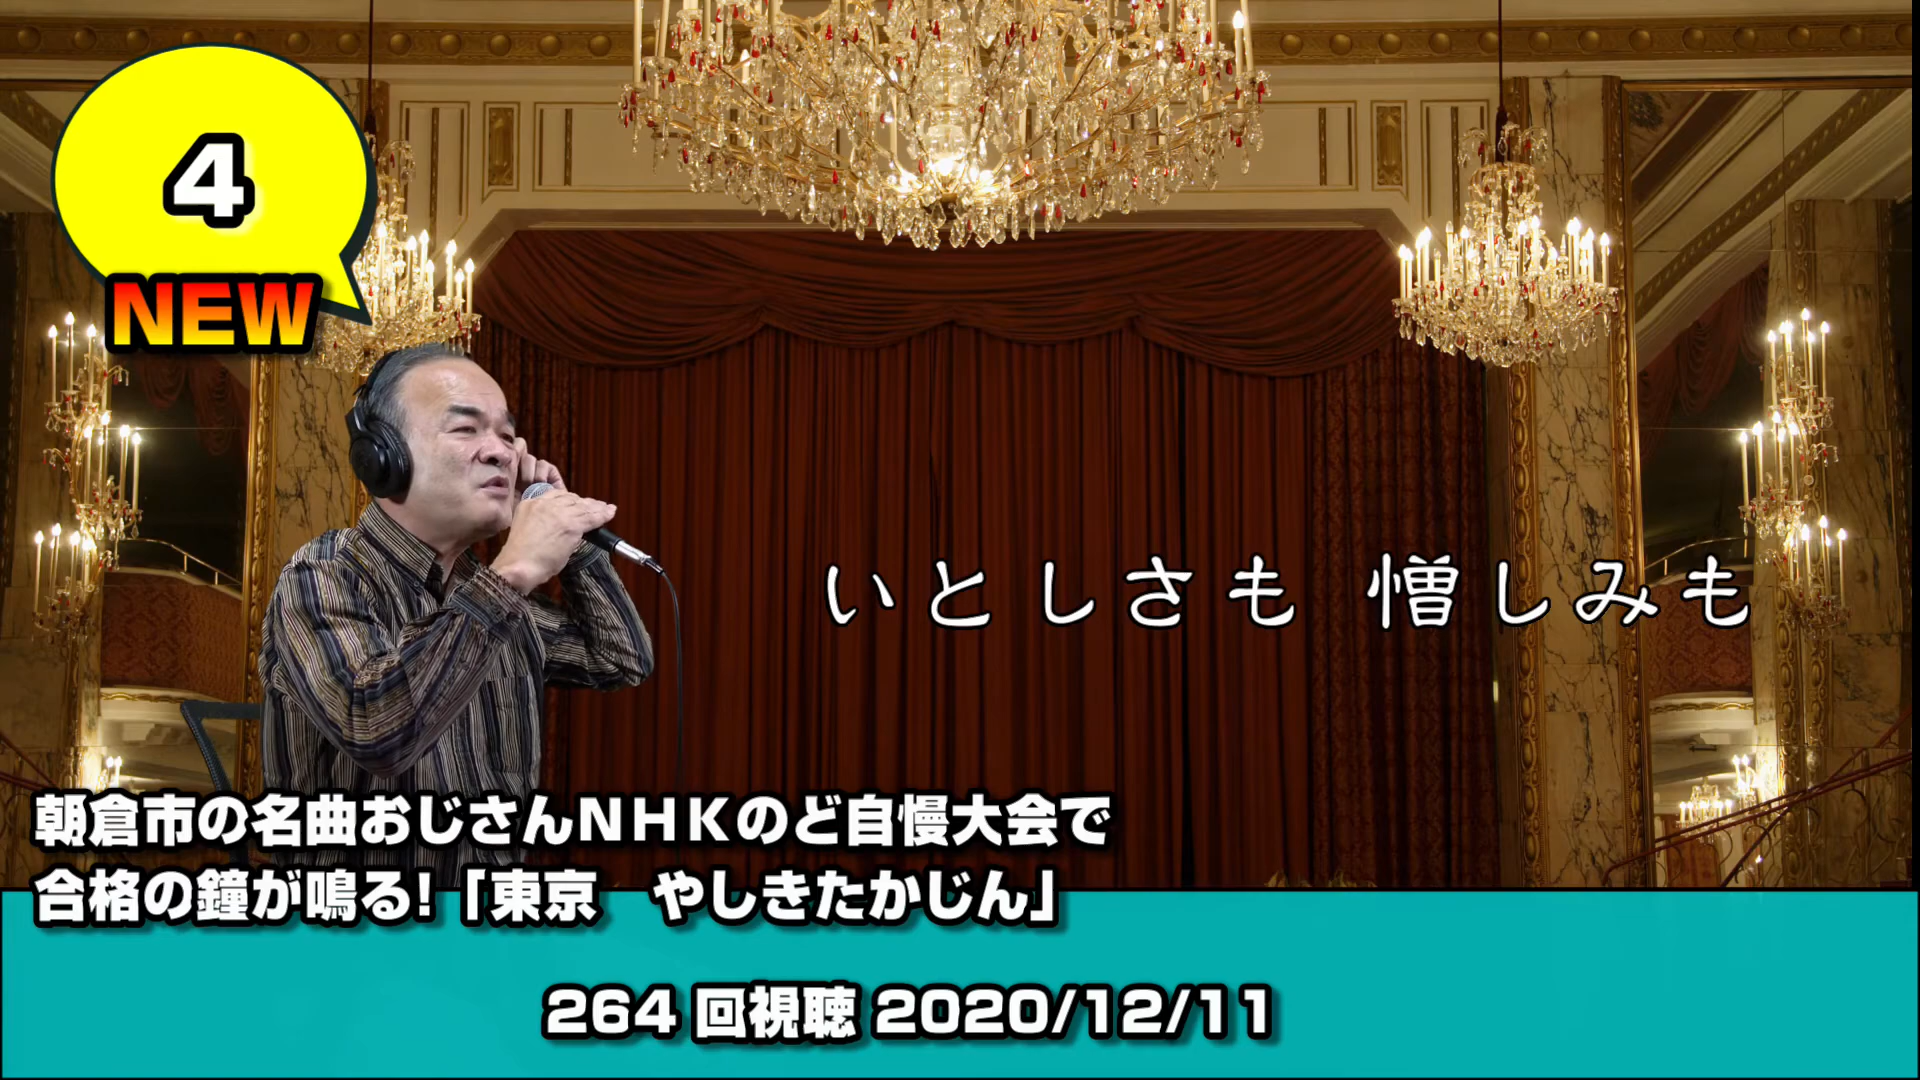 4
NEW
いとしさも 憎しみも
朝倉市の名曲おじさんNHKのど自慢大会で
合格の鐘が鳴る!「東京　やしきたかじん」
264 回視聴 2020/12/11